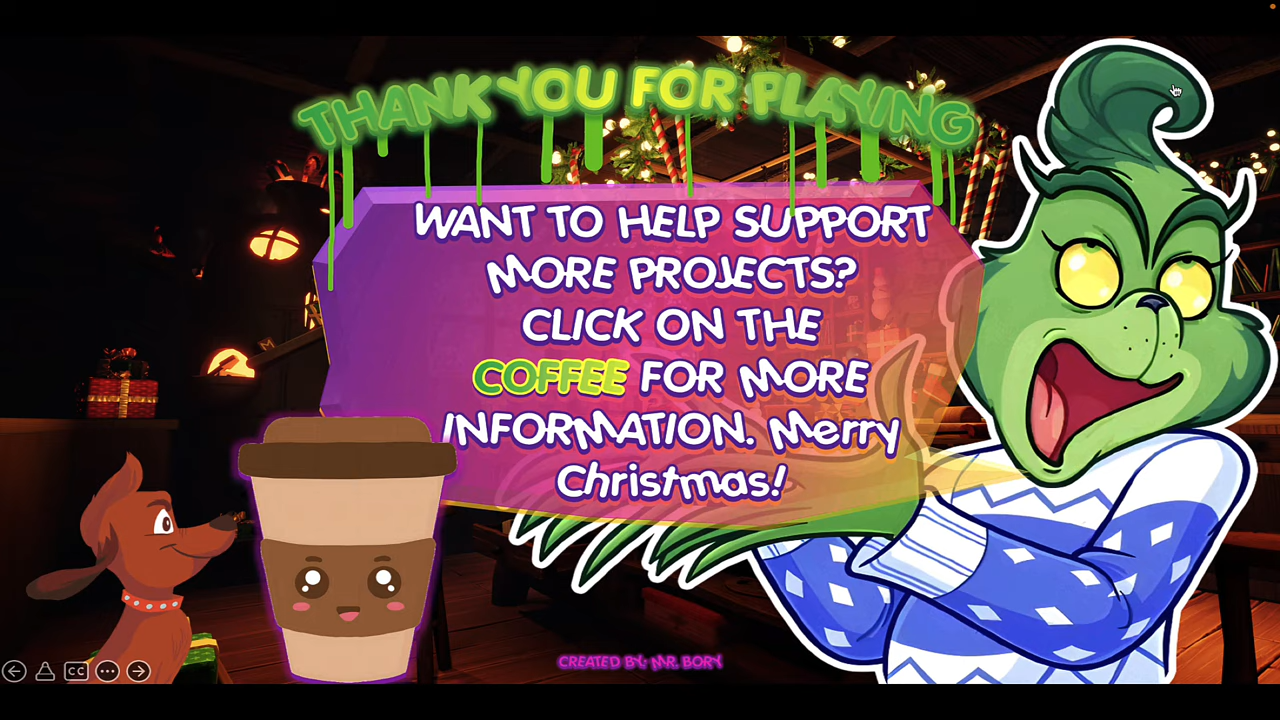 THANK YOU FOR PLAYING
WANT TO HELP SUPPORT
MORE PROJECTS?
CLICK ON THE
COFFEE FOR MORE
INFORMATION. Merry
Christmas!
CREATED BY: MR. BORY
CC